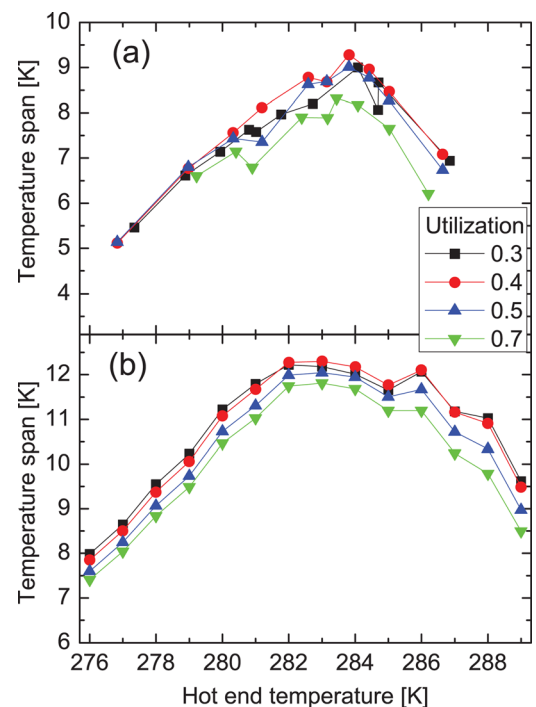 10
(a)
9
8
7
6
5
4
Temperature span [K]
Utilization
0.3
0.4
0.5
0.7
(b)
12
11
10
9
8
7
6
Temperature span [K]
276 278 280 282 284 286 288
Hot end temperature [K]